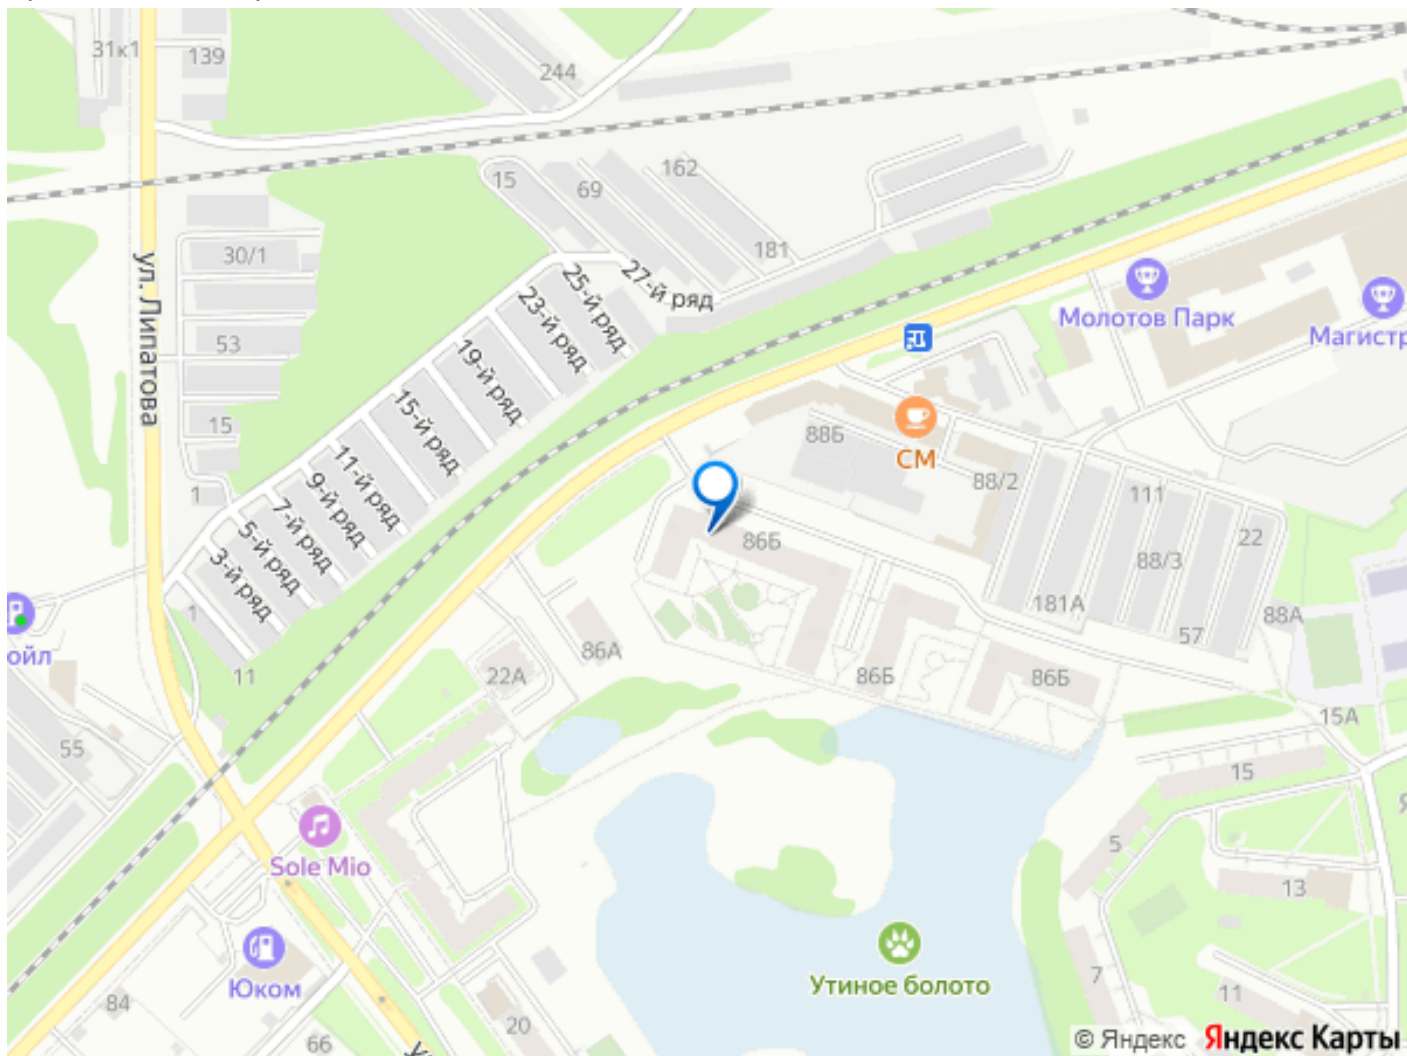 31к1
139
244
162
15
69
181
30/1
27-й ряд
25-й ряд
23-й ряд
19-й ряд
15-й ряд
11-й ряд
9-й ряд
7-й ряд
5-й ряд
3-й ряд
ул. Липатова
53
15
1
1
11
Молотов Парк
Магистр
88Б
СМ
88/2
111
22
88/3
181А
57
88А
86Б
86А
86Б
86Б
22А
ойл
55
15А
15
5
13
7
11
Sole Mio
Юком
84
66
20
у
Утиное болото
© Яндекс Яндекс Карты